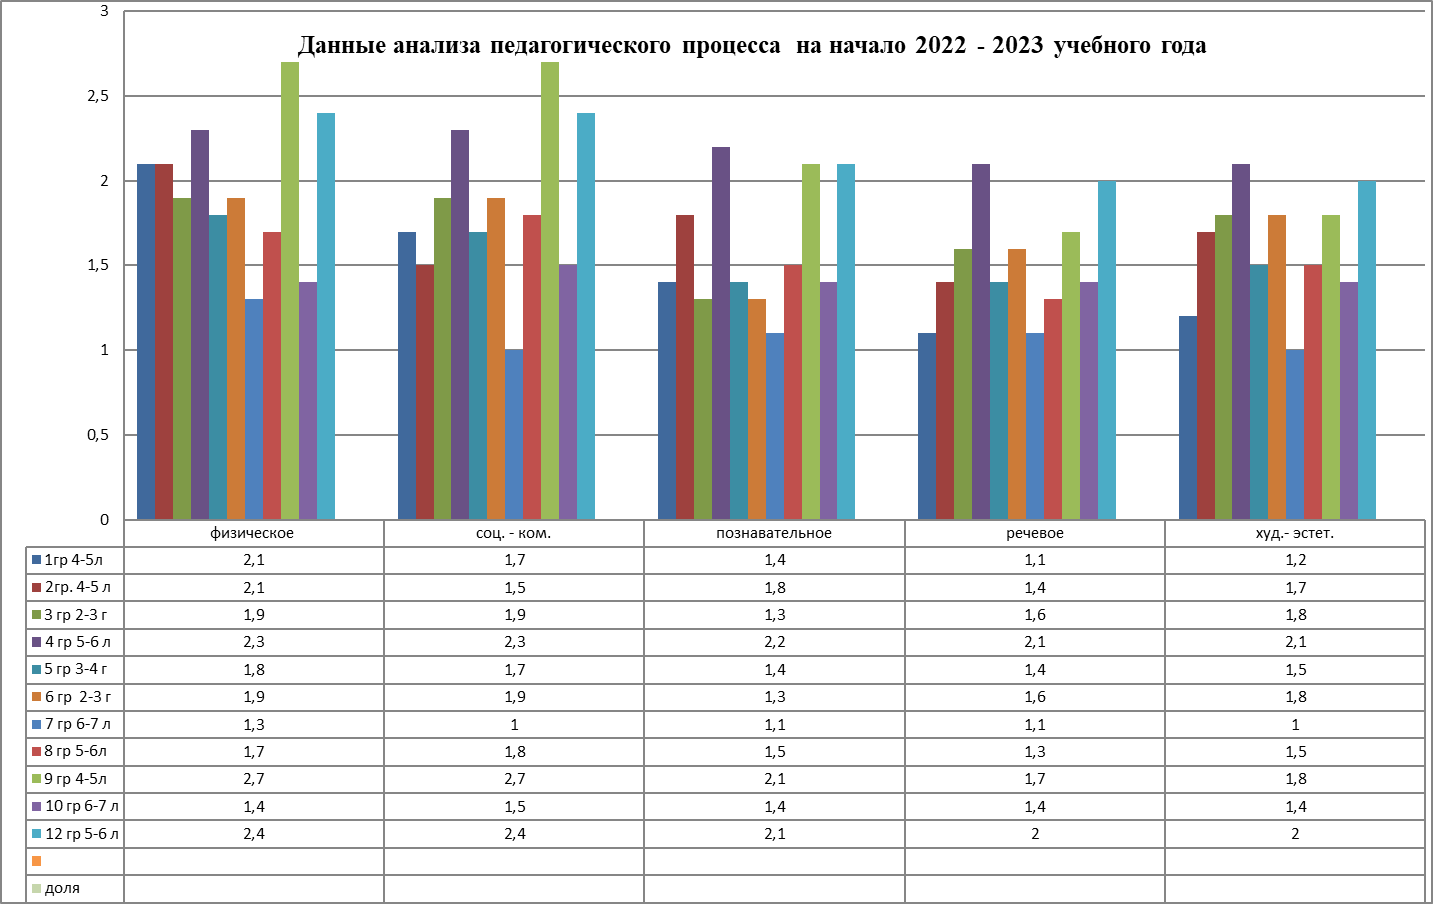 3
Данные анализа педагогического процесса на начало 2022 - 2023 учебного года
2,5
2
1,5
1
0,5
0
физическое соц. - ком. познавательное речевое худ.- эстет.
1гр 4-5л 2,1 1,7 1,4 1,1 1,2
2гр. 4-5 л 2,1 1,5 1,8 1,4 1,7
3 гр 2-3 г 1,9 1,9 1,3 1,6 1,8
4 гр 5-6 л 2,3 2,3 2,2 2,1 2,1
5 гр 3-4 г 1,8 1,7 1,4 1,4 1,5
6 гр 2-3 г 1,9 1,9 1,3 1,6 1,8
7 гр 6-7 л 1,3 1 1,1 1,1 1
8 гр 5-6л 1,7 1,8 1,5 1,3 1,5
9 гр 4-5л 2,7 2,7 2,1 1,7 1,8
10 гр 6-7 л 1,4 1,5 1,4 1,4 1,4
12 гр 5-6 л 2,4 2,4 2,1 2 2
доля